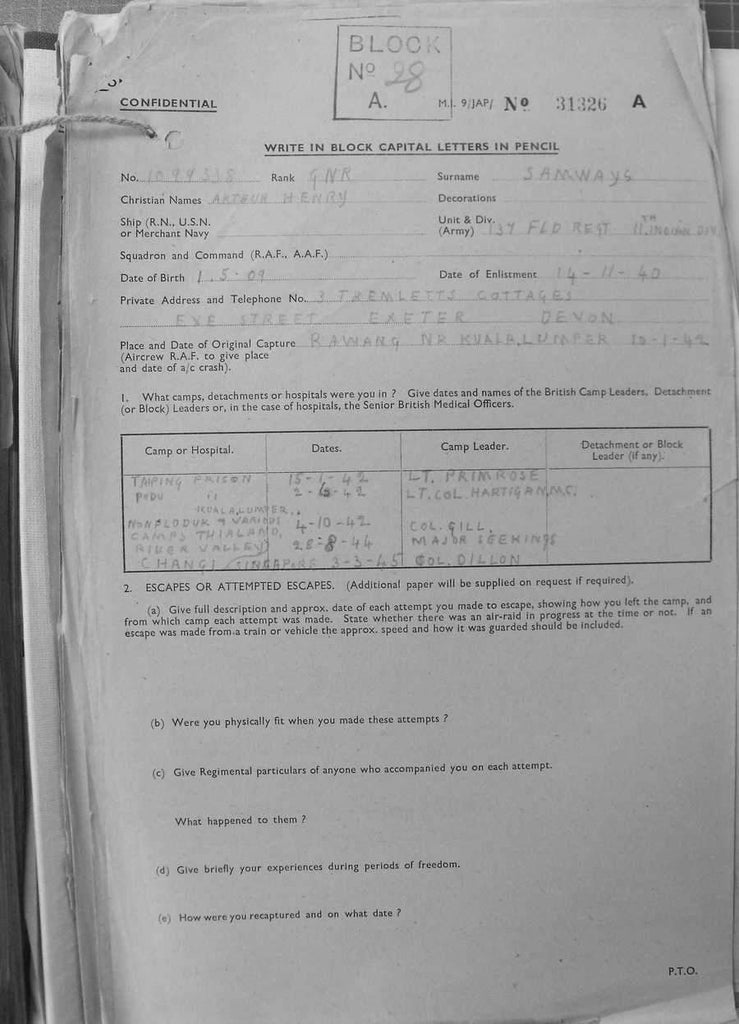 BLOCK
Nº 28
A.
CONFIDENTIAL
M.I. 9/JAP/ Nº 31326 A
WRITE IN BLOCK CAPITAL LETTERS IN PENCIL
No. 1099338 Rank GNR Surname SAMWAYS
Christian Names ARTHUR HENRY Decorations
Ship (R.N., U.S.N. or Merchant Navy
Unit & Div. (Army) 137 FLD REGT 11TH INDIAN DIV
Squadron and Command (R.A.F., A.A.F.)
Date of Birth 1.5.09 Date of Enlistment 14-11-40
Private Address and Telephone No. 3 TREMLETTS COTTAGES
EYE STREET EXETER DEVON
Place and Date of Original Capture RAWANG NR KUALA,LUMPER 10-1-42
(Aircrew R.A.F. to give place
and date of a/c crash).
1. What camps, detachments or hospitals were you in ? Give dates and names of the British Camp Leaders, Detachment
(or Block) Leaders or, in the case of hospitals, the Senior British Medical Officers.
Camp or Hospital. Dates. Camp Leader. Detachment or Block Leader (if any).
TAIPING PRISON 15-1-42 LT. PRIMROSE
PUDU " 2-42 LT. COL. HARTIGAN, M.C.
KUALA,LUMPER,
NONPLODUK & VARIOUS 4-10-42 COL. GILL,
CAMPS THIALAND,
RIVER VALLEY 28-8-44 MAJOR SEEKINGS
CHANGI SINGAPORE 3-3-45 COL. DILLON
2. ESCAPES OR ATTEMPTED ESCAPES. (Additional paper will be supplied on request if required).
(a) Give full description and approx. date of each attempt you made to escape, showing how you left the camp, and
from which camp each attempt was made. State whether there was an air-raid in progress at the time or not. If an
escape was made from a train or vehicle the approx. speed and how it was guarded should be included.
(b) Were you physically fit when you made these attempts ?
(c) Give Regimental particulars of anyone who accompanied you on each attempt.
What happened to them ?
(d) Give briefly your experiences during periods of freedom.
(e) How were you recaptured and on what date ?
P.T.O.